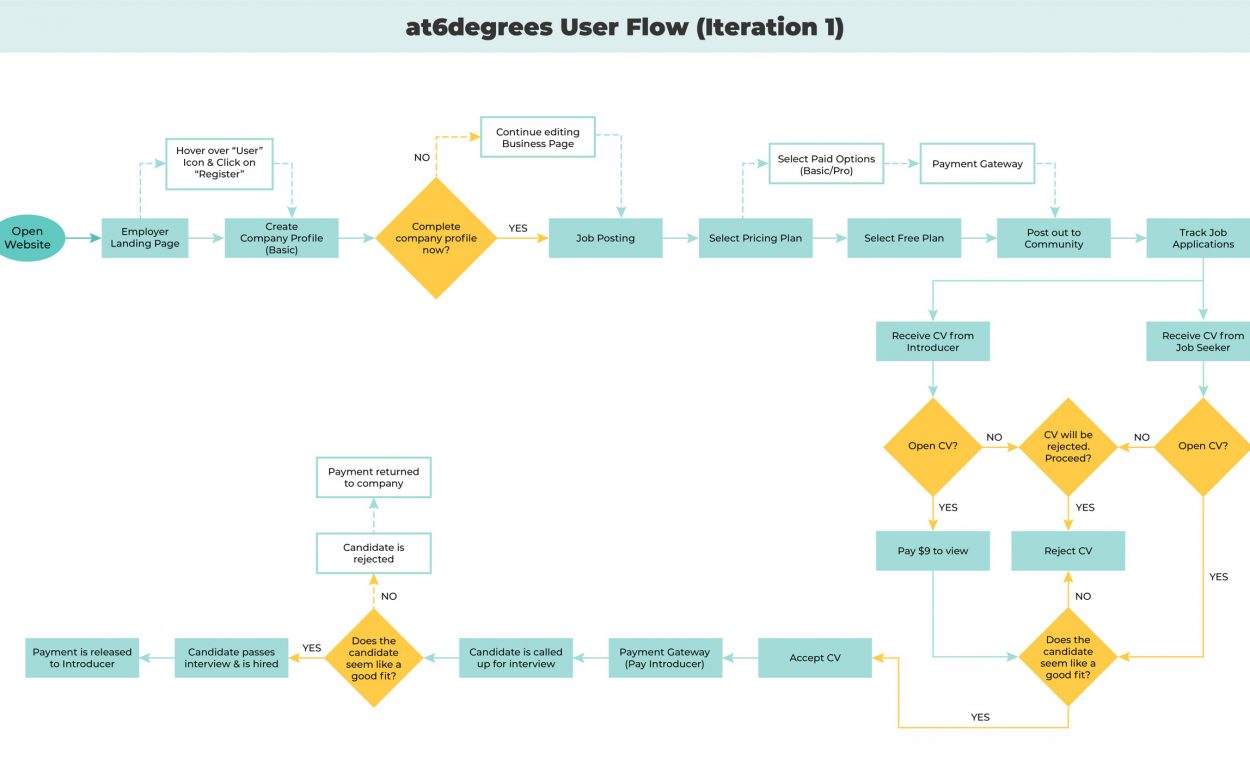 at6degrees User Flow (Iteration 1)
Hover over “User”
Icon & Click on
“Register”
NO
Continue editing
Business Page
Select Paid Options
(Basic/Pro)
Payment Gateway
Open
Website
Employer
Landing Page
Create
Company Profile
(Basic)
Complete
company profile
now?
YES
Job Posting
Select Pricing Plan
Select Free Plan
Post out to
Community
Track Job
Applications
Receive CV from
Introducer
Receive CV from
Job Seeker
Open CV?
NO
CV will be
rejected.
Proceed?
NO
Open CV?
YES
YES
YES
Pay $9 to view
Reject CV
NO
Payment returned
to company
Candidate is
rejected
NO
Payment is released
to Introducer
Candidate passes
interview & is hired
YES
Does the
candidate
seem like a
good fit?
Candidate is called
up for interview
Payment Gateway
(Pay Introducer)
Accept CV
Does the
candidate
seem like a
good fit?
YES